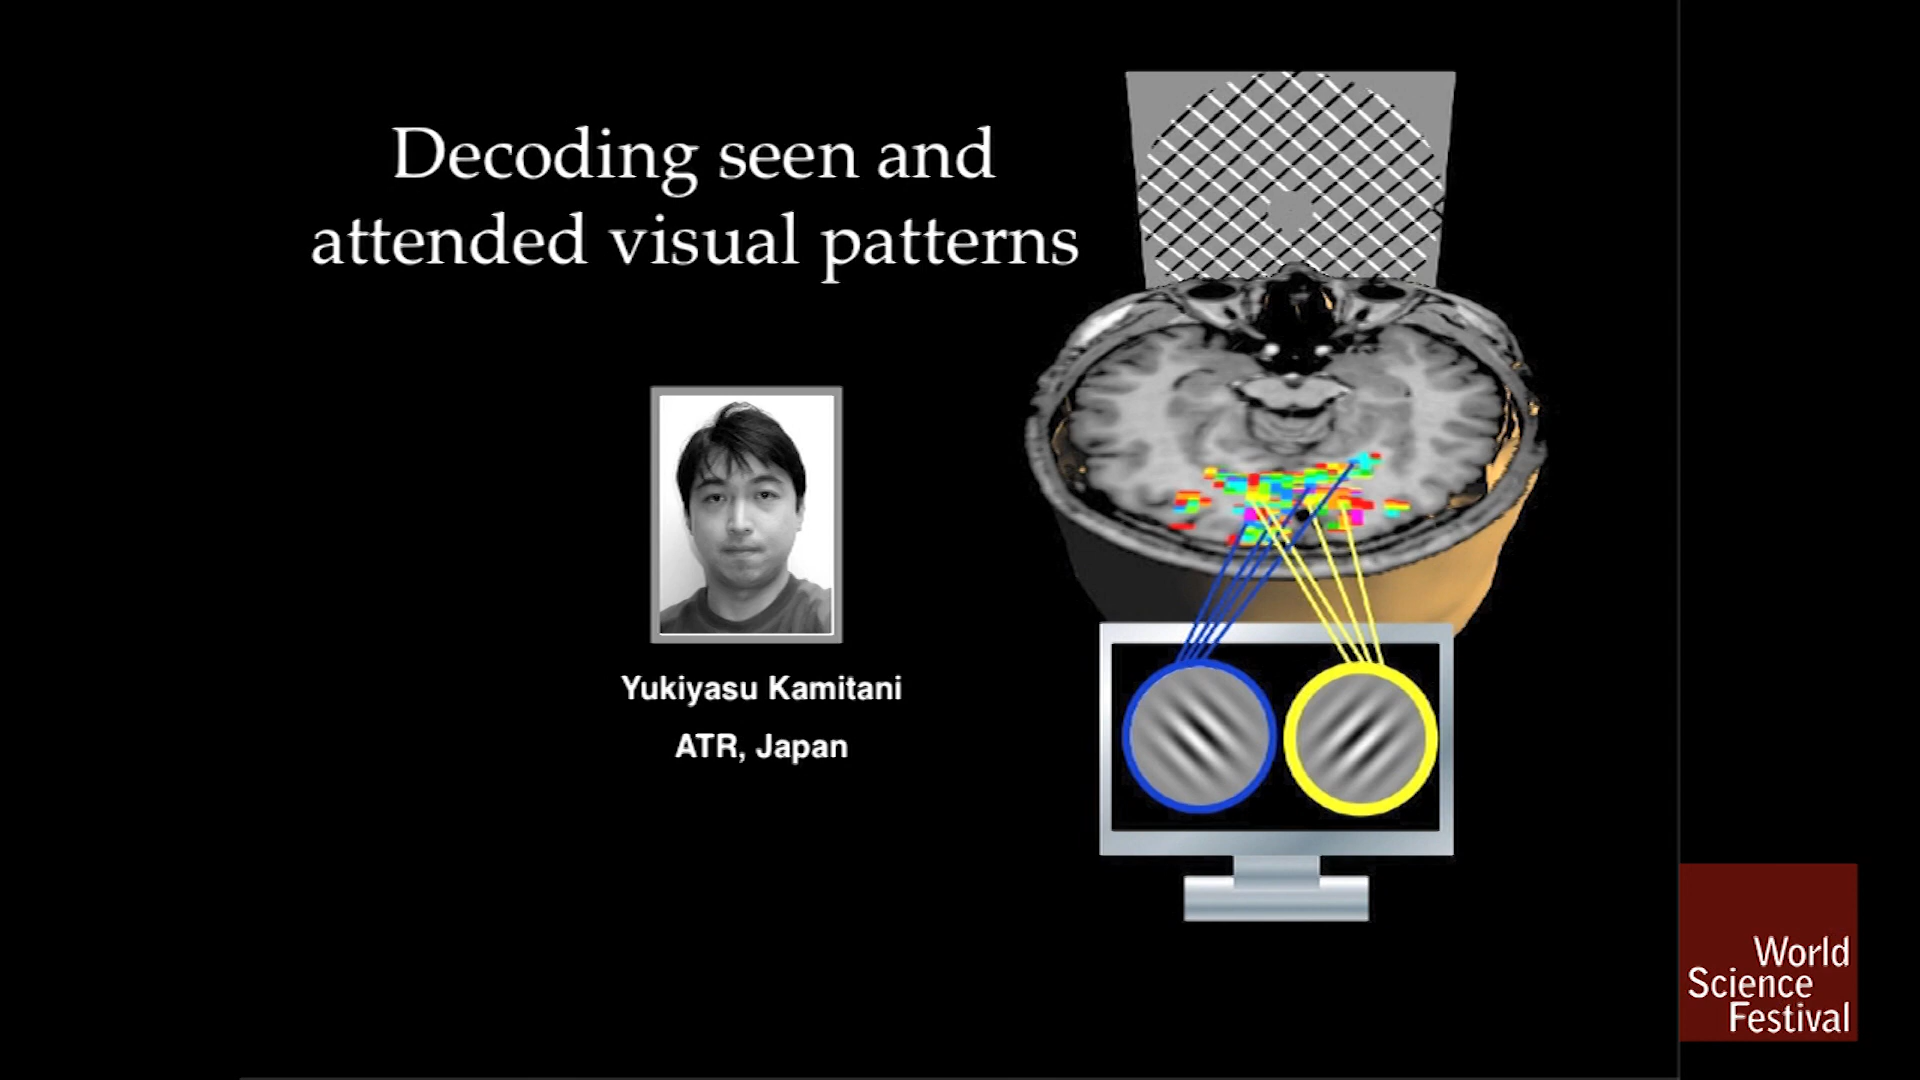 Decoding seen and
attended visual patterns
Yukiyasu Kamitani
ATR, Japan
World
Science
Festival